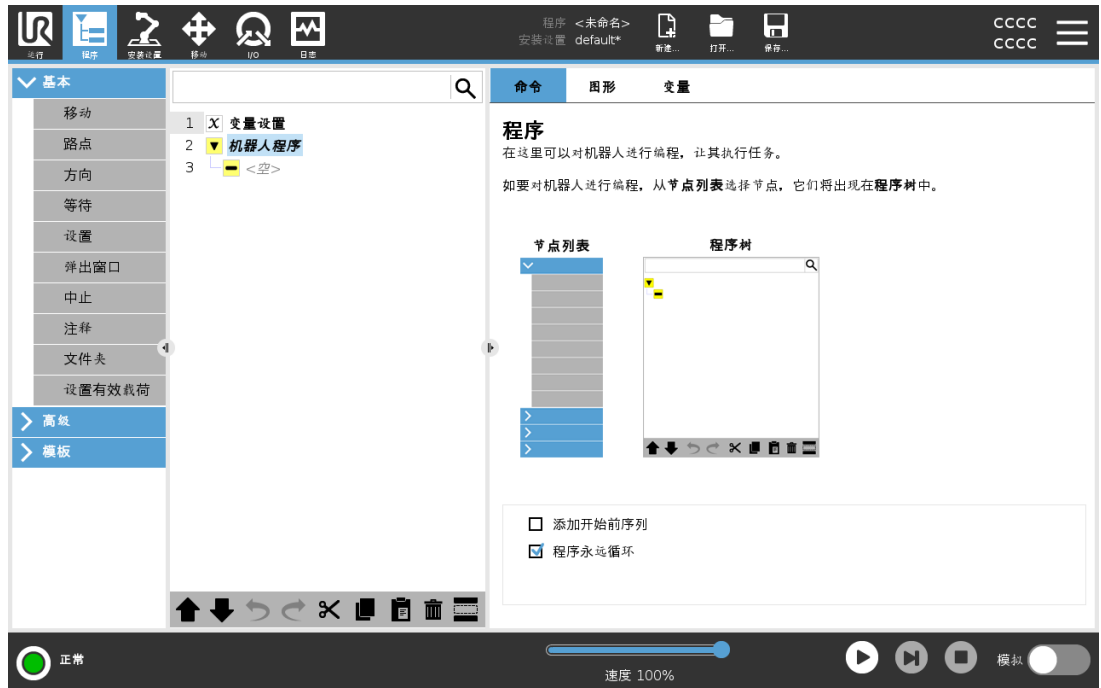 UR
运行
程序
安装设置
移动
I/O
日志
程序 <未命名>
安装设置 default*
新建...
打开...
保存...
CCCC
CCCC
基本
移动
路点
方向
等待
设置
弹出窗口
中止
注释
文件夹
设置有效载荷
高级
模板
1 X 变量设置
2 机器人程序
3 <空>
命令 图形 变量
程序
在这里可以对机器人进行编程，让其执行任务。
如要对机器人进行编程，从节点列表选择节点，它们将出现在程序树中。
节点列表 程序树
添加开始前序列
程序永远循环
正常
速度 100%
模拟